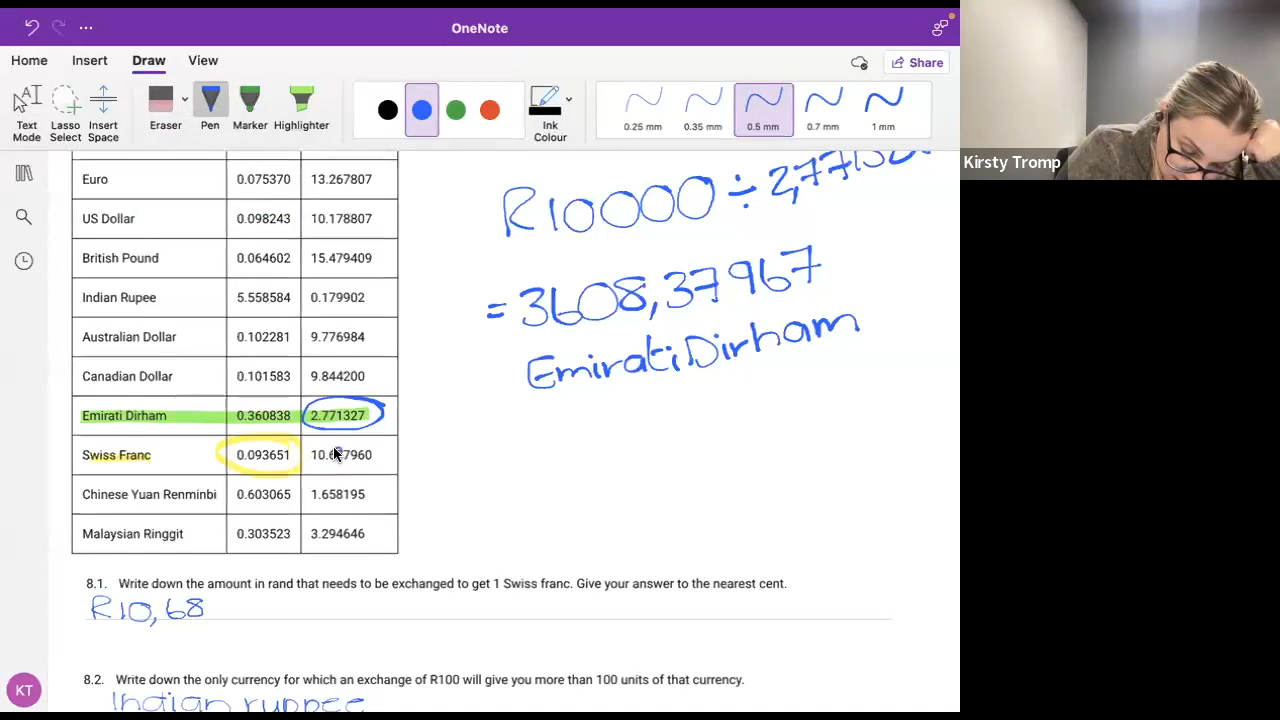 OneNote
Home Insert Draw View
Share
Text Mode
Lasso Select
Insert Space
Eraser
Pen
Marker
Highlighter
Ink Colour
0.25 mm
0.35 mm
0.5 mm
0.7 mm
1 mm
Kirsty Tromp
Euro 0.075370 13.267807
US Dollar 0.098243 10.178807
British Pound 0.064602 15.479409
Indian Rupee 5.558584 0.179902
Australian Dollar 0.102281 9.776984
Canadian Dollar 0.101583 9.844200
Emirati Dirham 0.360838 2.771327
Swiss Franc 0.093651
Chinese Yuan Renminbi 0.603065 1.658195
Malaysian Ringgit 0.303523 3.294646
R10000 ÷
= 3608,37967
Emirati Dirham
8.1. Write down the amount in rand that needs to be exchanged to get 1 Swiss franc. Give your answer to the nearest cent.
R10,68
8.2. Write down the only currency for which an exchange of R100 will give you more than 100 units of that currency.
Indian ruppee
KT